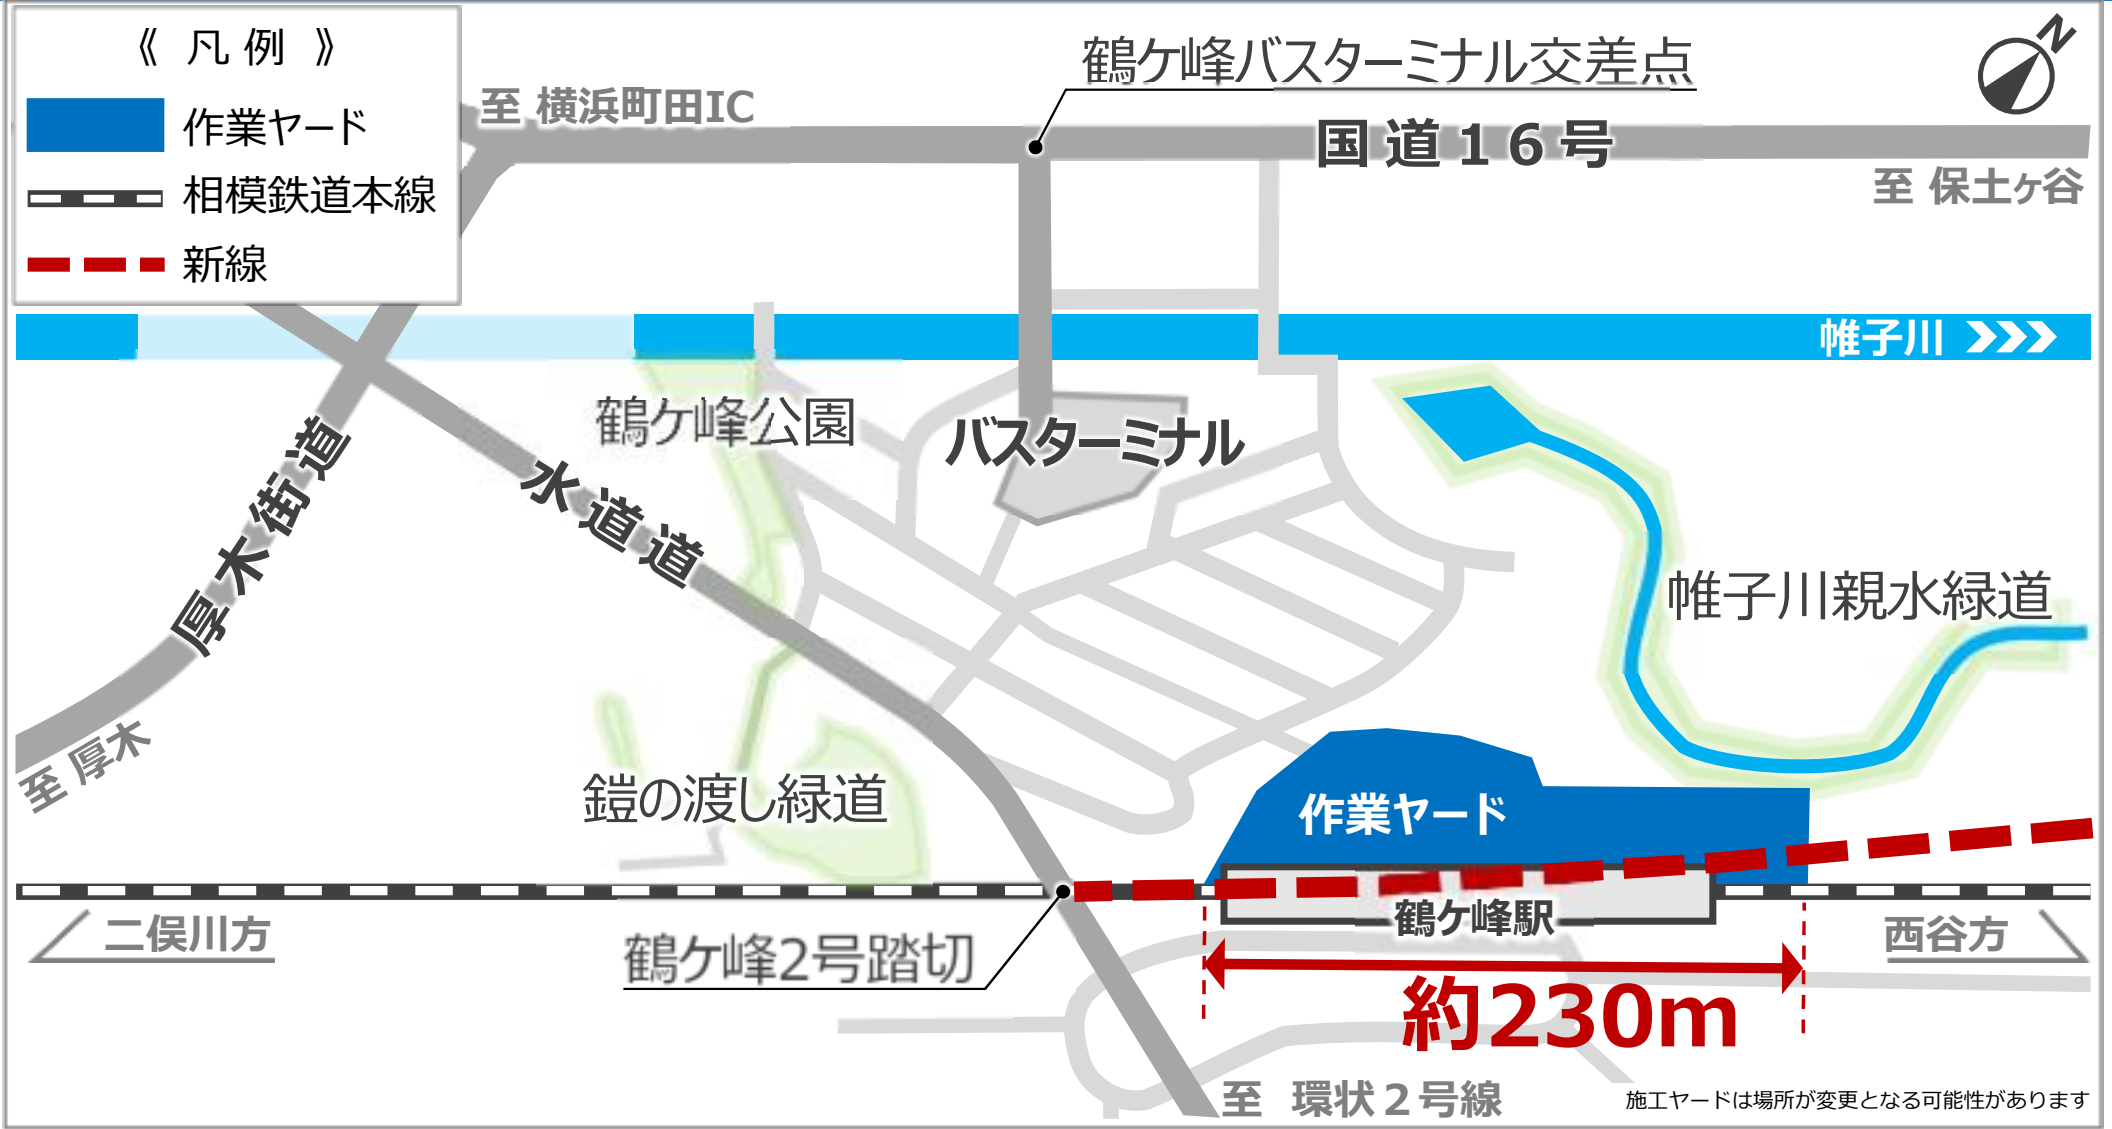 《 凡 例 》
作業ヤード
相模鉄道本線
新線
至 横浜町田IC
鶴ケ峰バスターミナル交差点
国 道 1 6 号
N
至 保土ヶ谷
帷子川
鶴ケ峰公園
バスターミナル
厚木街道
水道道
帷子川親水緑道
至 厚木
鎧の渡し緑道
作業ヤード
鶴ケ峰駅
二俣川方
鶴ケ峰2号踏切
西谷方
約230m
至 環状２号線
施工ヤードは場所が変更となる可能性があります